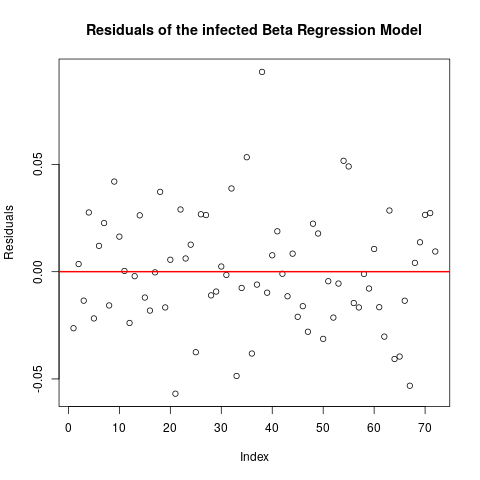 Residuals of the infected Beta Regression Model
Residuals
0.05
0.00
-0.05
0 10 20 30 40 50 60 70
Index